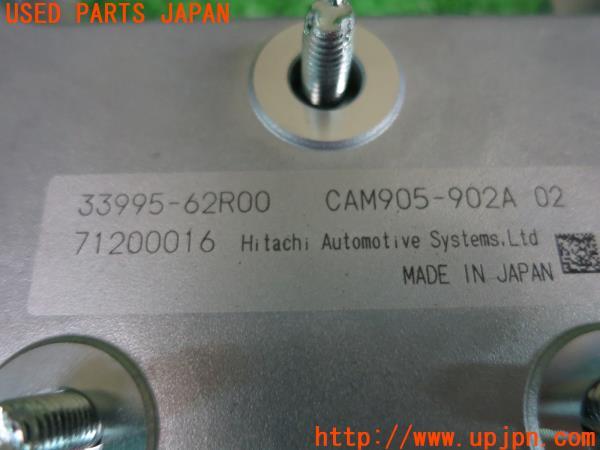 USED PARTS JAPAN
33995-62R00 CAM905-902A 02
71200016 Hitachi Automotive Systems,Ltd
MADE IN JAPAN
http://www.upjpn.com/